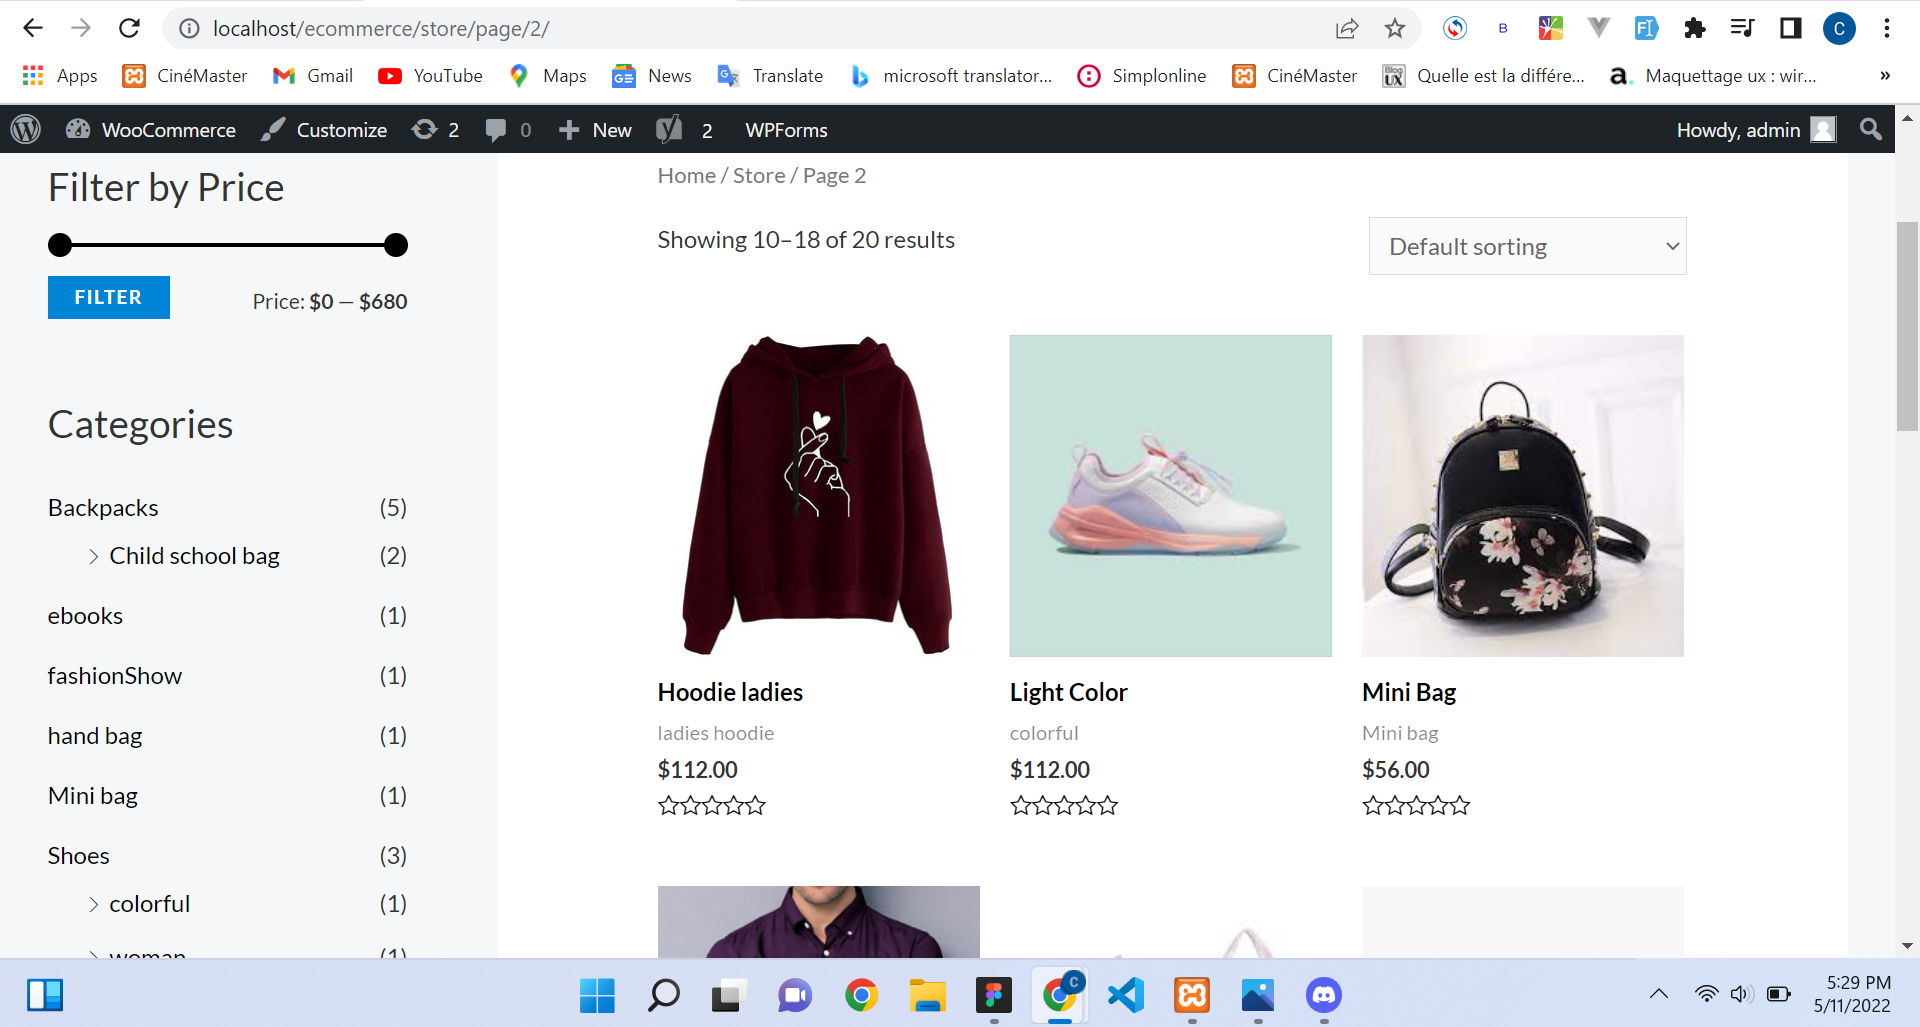 localhost/ecommerce/store/page/2/
C
Apps CinéMaster Gmail YouTube Maps News Translate microsoft translator... Simplonline CinéMaster Quelle est la différe... Maquettage ux : wir... »
WooCommerce Customize 2 0 New 2 WPForms Howdy, admin
Filter by Price
FILTER Price: $0 — $680
Categories
Backpacks (5)
Child school bag (2)
ebooks (1)
fashionShow (1)
hand bag (1)
Mini bag (1)
Shoes (3)
colorful (1)
woman (1)
Home / Store / Page 2
Showing 10–18 of 20 results
Default sorting
Hoodie ladies
ladies hoodie
$112.00
Light Color
colorful
$112.00
Mini Bag
Mini bag
$56.00
5:29 PM
5/11/2022